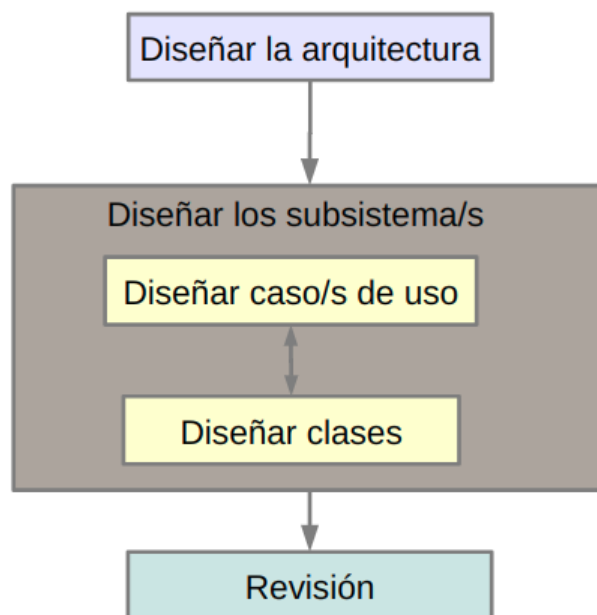 Diseñar la arquitectura
Diseñar los subsistema/s
Diseñar caso/s de uso
Diseñar clases
Revisión